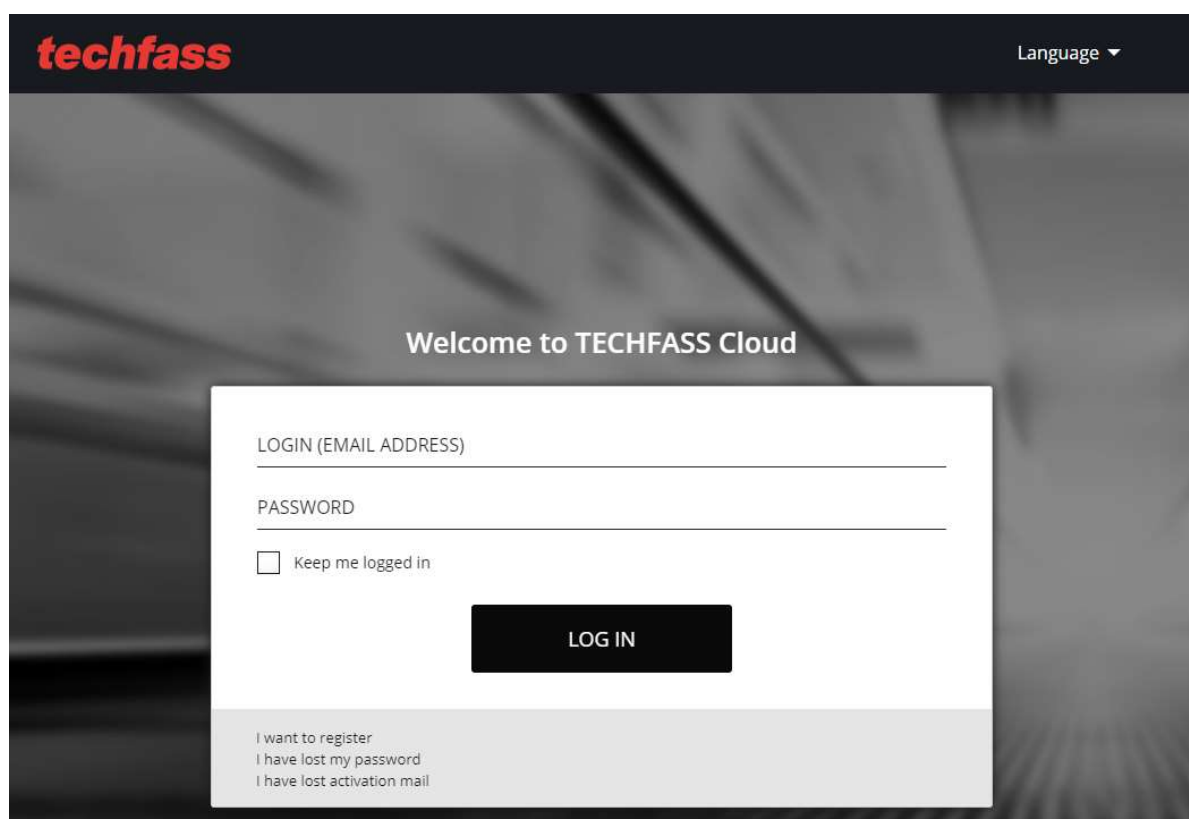 techfass
Language
Welcome to TECHFASS Cloud
LOGIN (EMAIL ADDRESS)
PASSWORD
Keep me logged in
LOG IN
I want to register
I have lost my password
I have lost activation mail